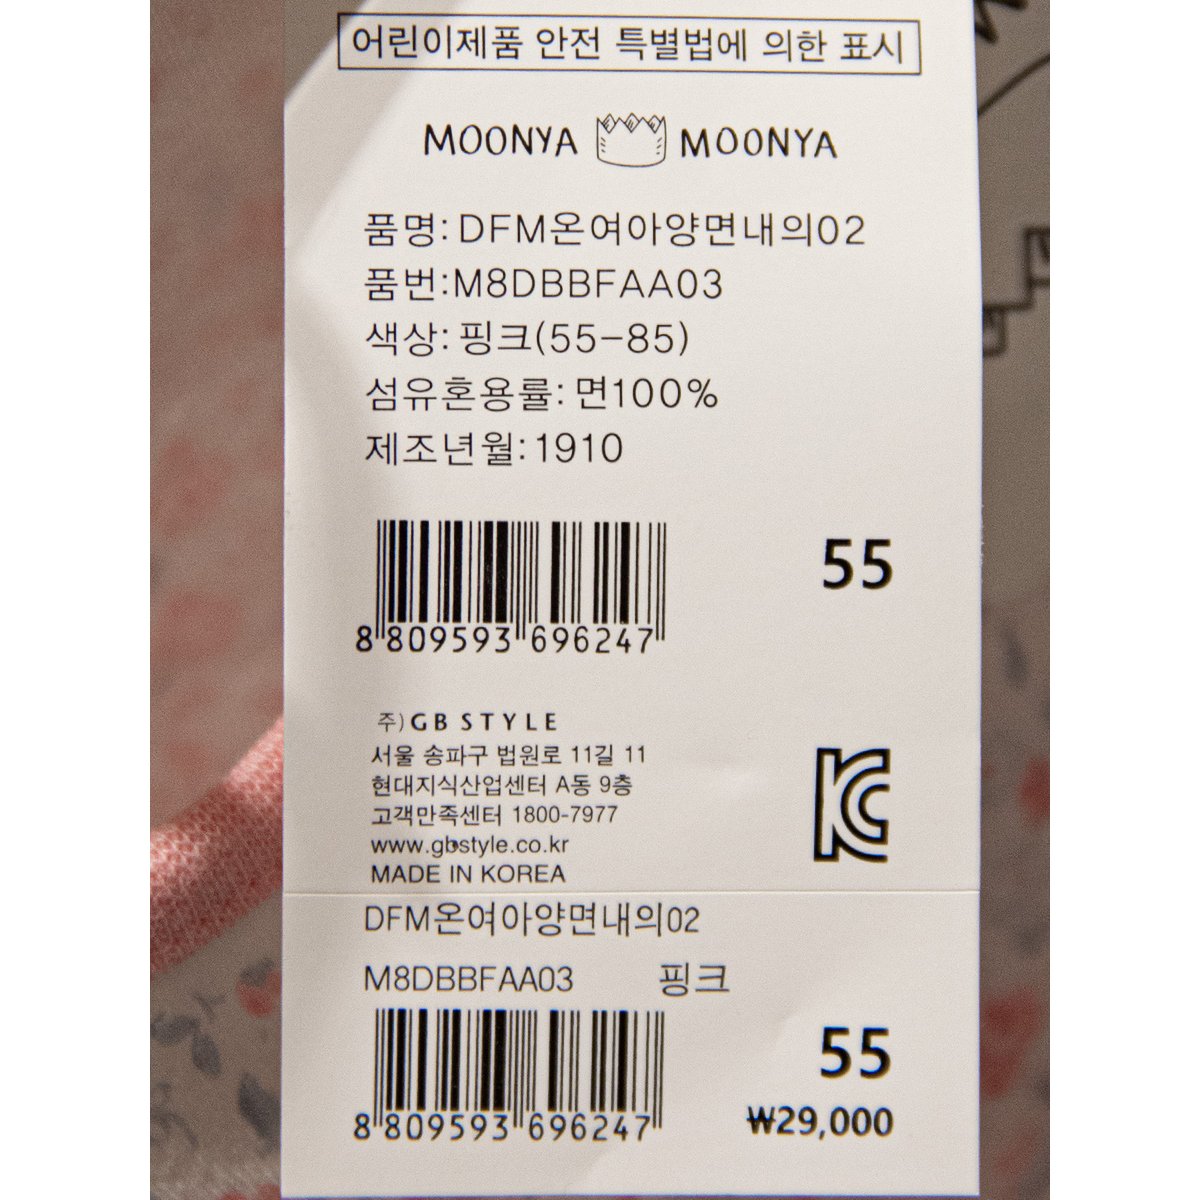 어린이제품 안전 특별법에 의한 표시
MOONYA MOONYA
품명: DFM온여아양면내의02
품번:M8DBBFAA03
색상: 핑크(55-85)
섬유혼용률: 면100%
제조년월:1910
55
8 809593 696247
주)GB STYLE
서울 송파구 법원로 11길 11
현대지식산업센터 A동 9층
고객만족센터 1800-7977
www.gbstyle.co.kr
MADE IN KOREA
DFM온여아양면내의02
M8DBBFAA03 핑크
55
8 809593 696247
₩29,000